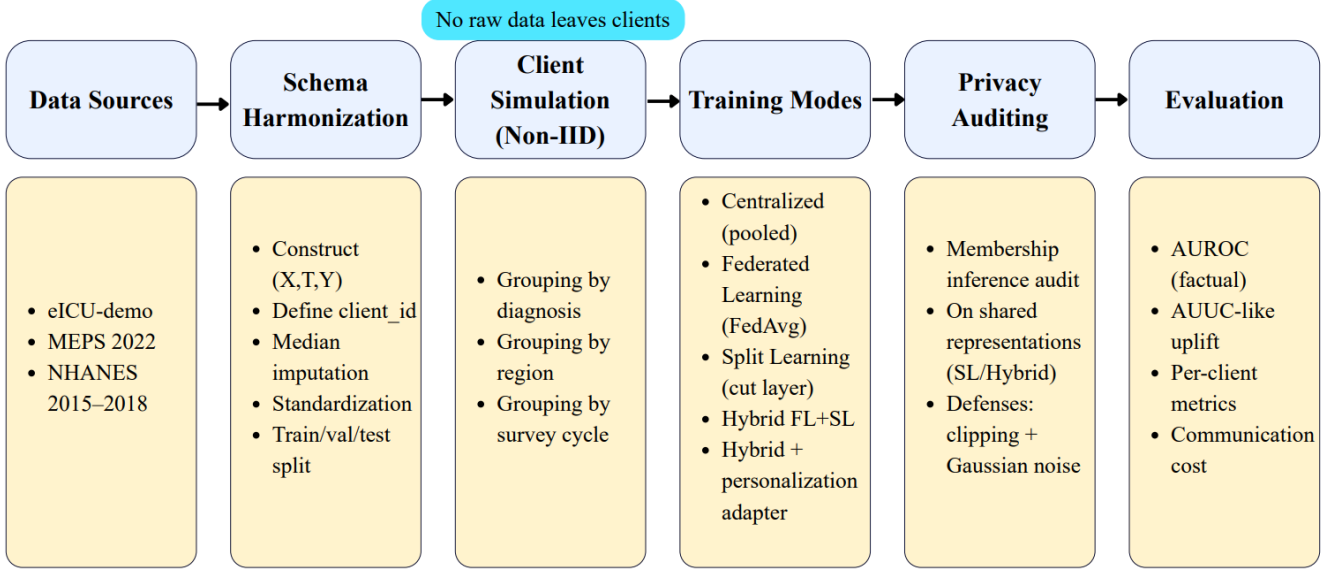 No raw data leaves clients
Data Sources
Schema
Harmonization
Client
Simulation
(Non-IID)
Training Modes
Privacy
Auditing
Evaluation
• eICU-demo
• MEPS 2022
• NHANES
2015–2018
• Construct
(X,T,Y)
• Define client_id
• Median
imputation
• Standardization
• Train/val/test
split
• Grouping by
diagnosis
• Grouping by
region
• Grouping by
survey cycle
• Centralized
(pooled)
• Federated
Learning
(FedAvg)
• Split Learning
(cut layer)
• Hybrid FL+SL
• Hybrid +
personalization
adapter
• Membership
inference audit
• On shared
representations
(SL/Hybrid)
• Defenses:
clipping +
Gaussian noise
• AUROC
(factual)
• AUUC-like
uplift
• Per-client
metrics
• Communication
cost